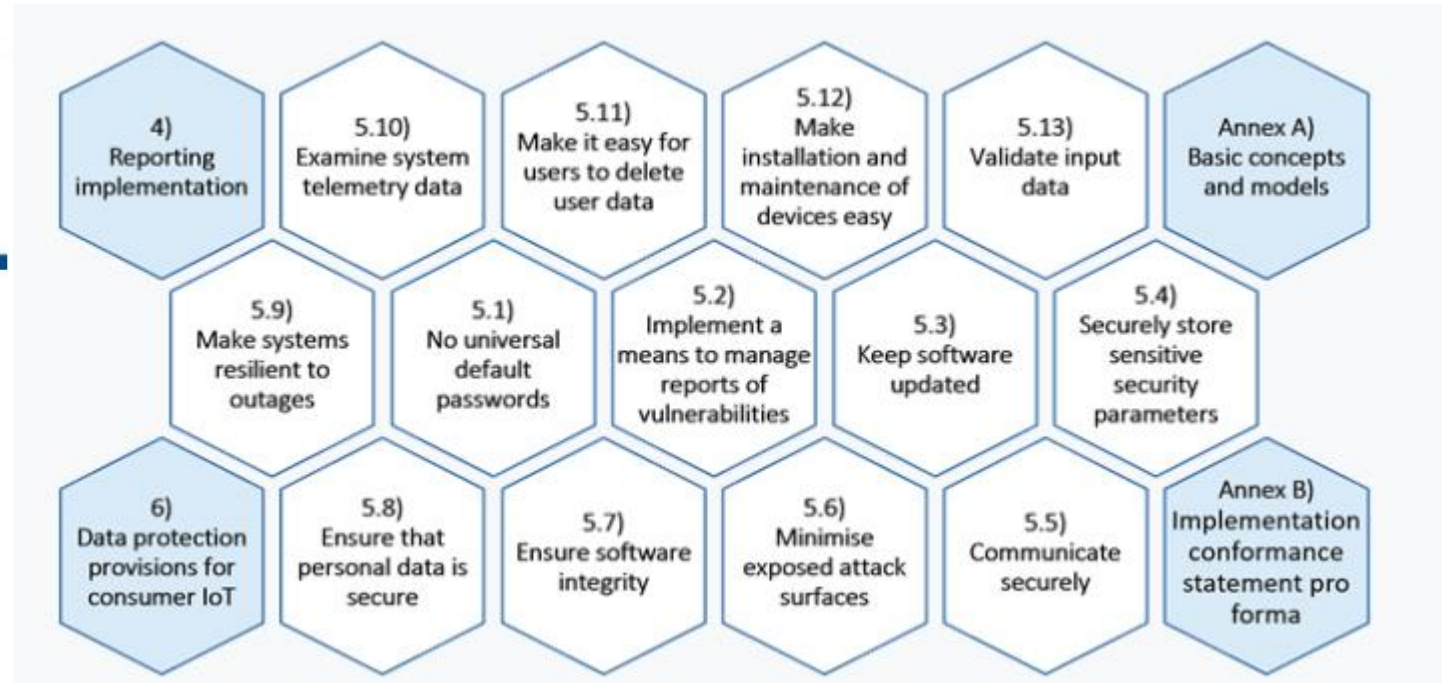 4)
Reporting
implementation
5.10)
Examine system
telemetry data
5.11)
Make it easy for
users to delete
user data
5.12)
Make
installation and
maintenance of
devices easy
5.13)
Validate input
data
Annex A)
Basic concepts
and models
5.9)
Make systems
resilient to
outages
5.1)
No universal
default
passwords
5.2)
Implement a
means to manage
reports of
vulnerabilities
5.3)
Keep software
updated
5.4)
Securely store
sensitive
security
parameters
6)
Data protection
provisions for
consumer IoT
5.8)
Ensure that
personal data is
secure
5.7)
Ensure software
integrity
5.6)
Minimise
exposed attack
surfaces
5.5)
Communicate
securely
Annex B)
Implementation
conformance
statement pro
forma